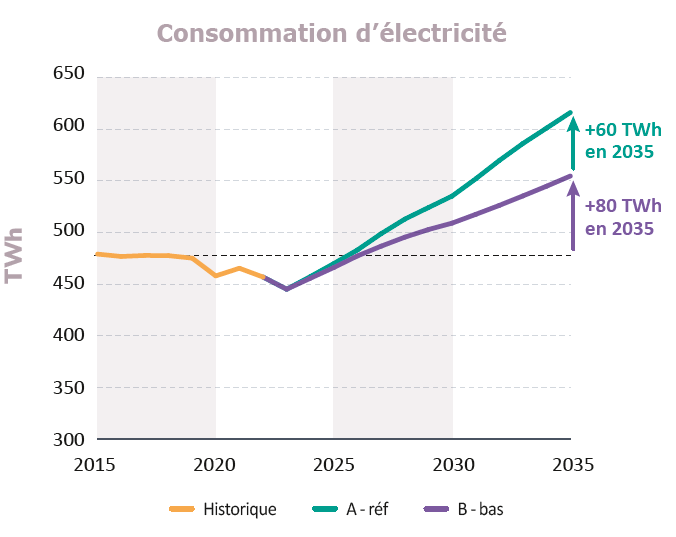 Consommation d'électricité
TWh
650
600
550
500
450
400
350
300
2015 2020 2025 2030 2035
+60 TWh
en 2035
+80 TWh
en 2035
Historique A - réf B - bas